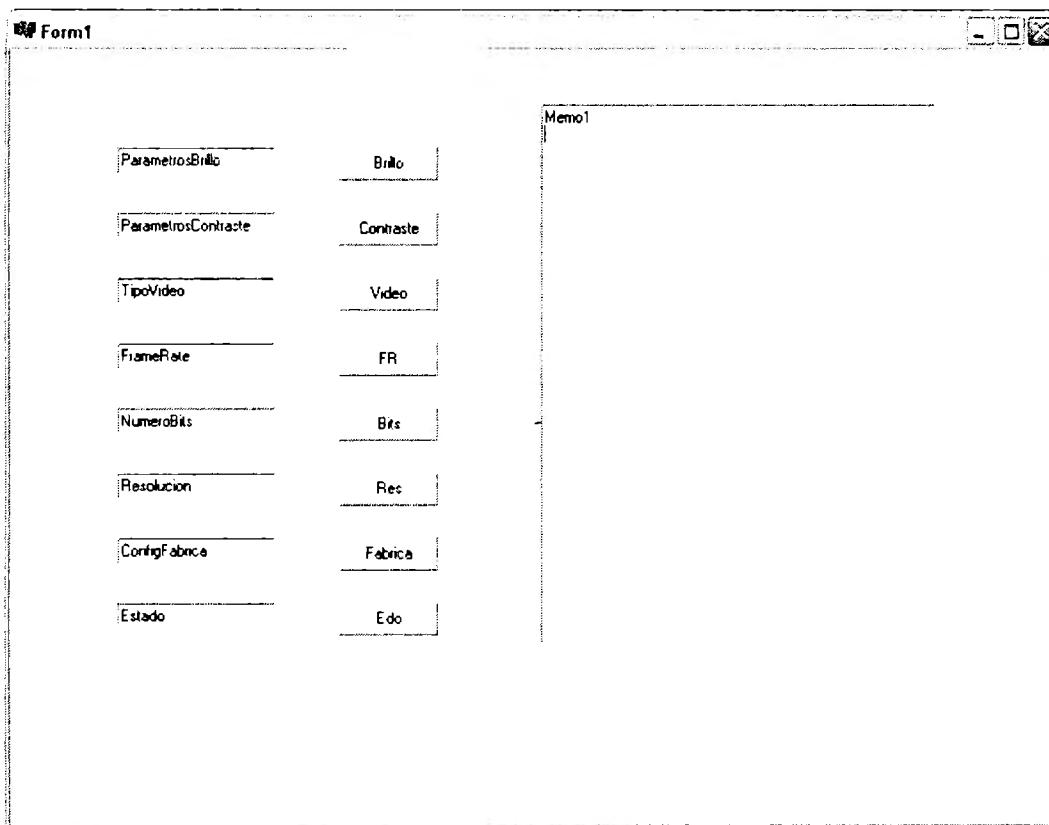 Form1
Memo1
ParametrosBrillo
Brillo
ParametrosContraste
Contraste
TipoVideo
Video
FrameRate
FR
NumeroBits
Bits
Resolucion
Res
ConfigFabrica
Fabrica
Estado
Edo